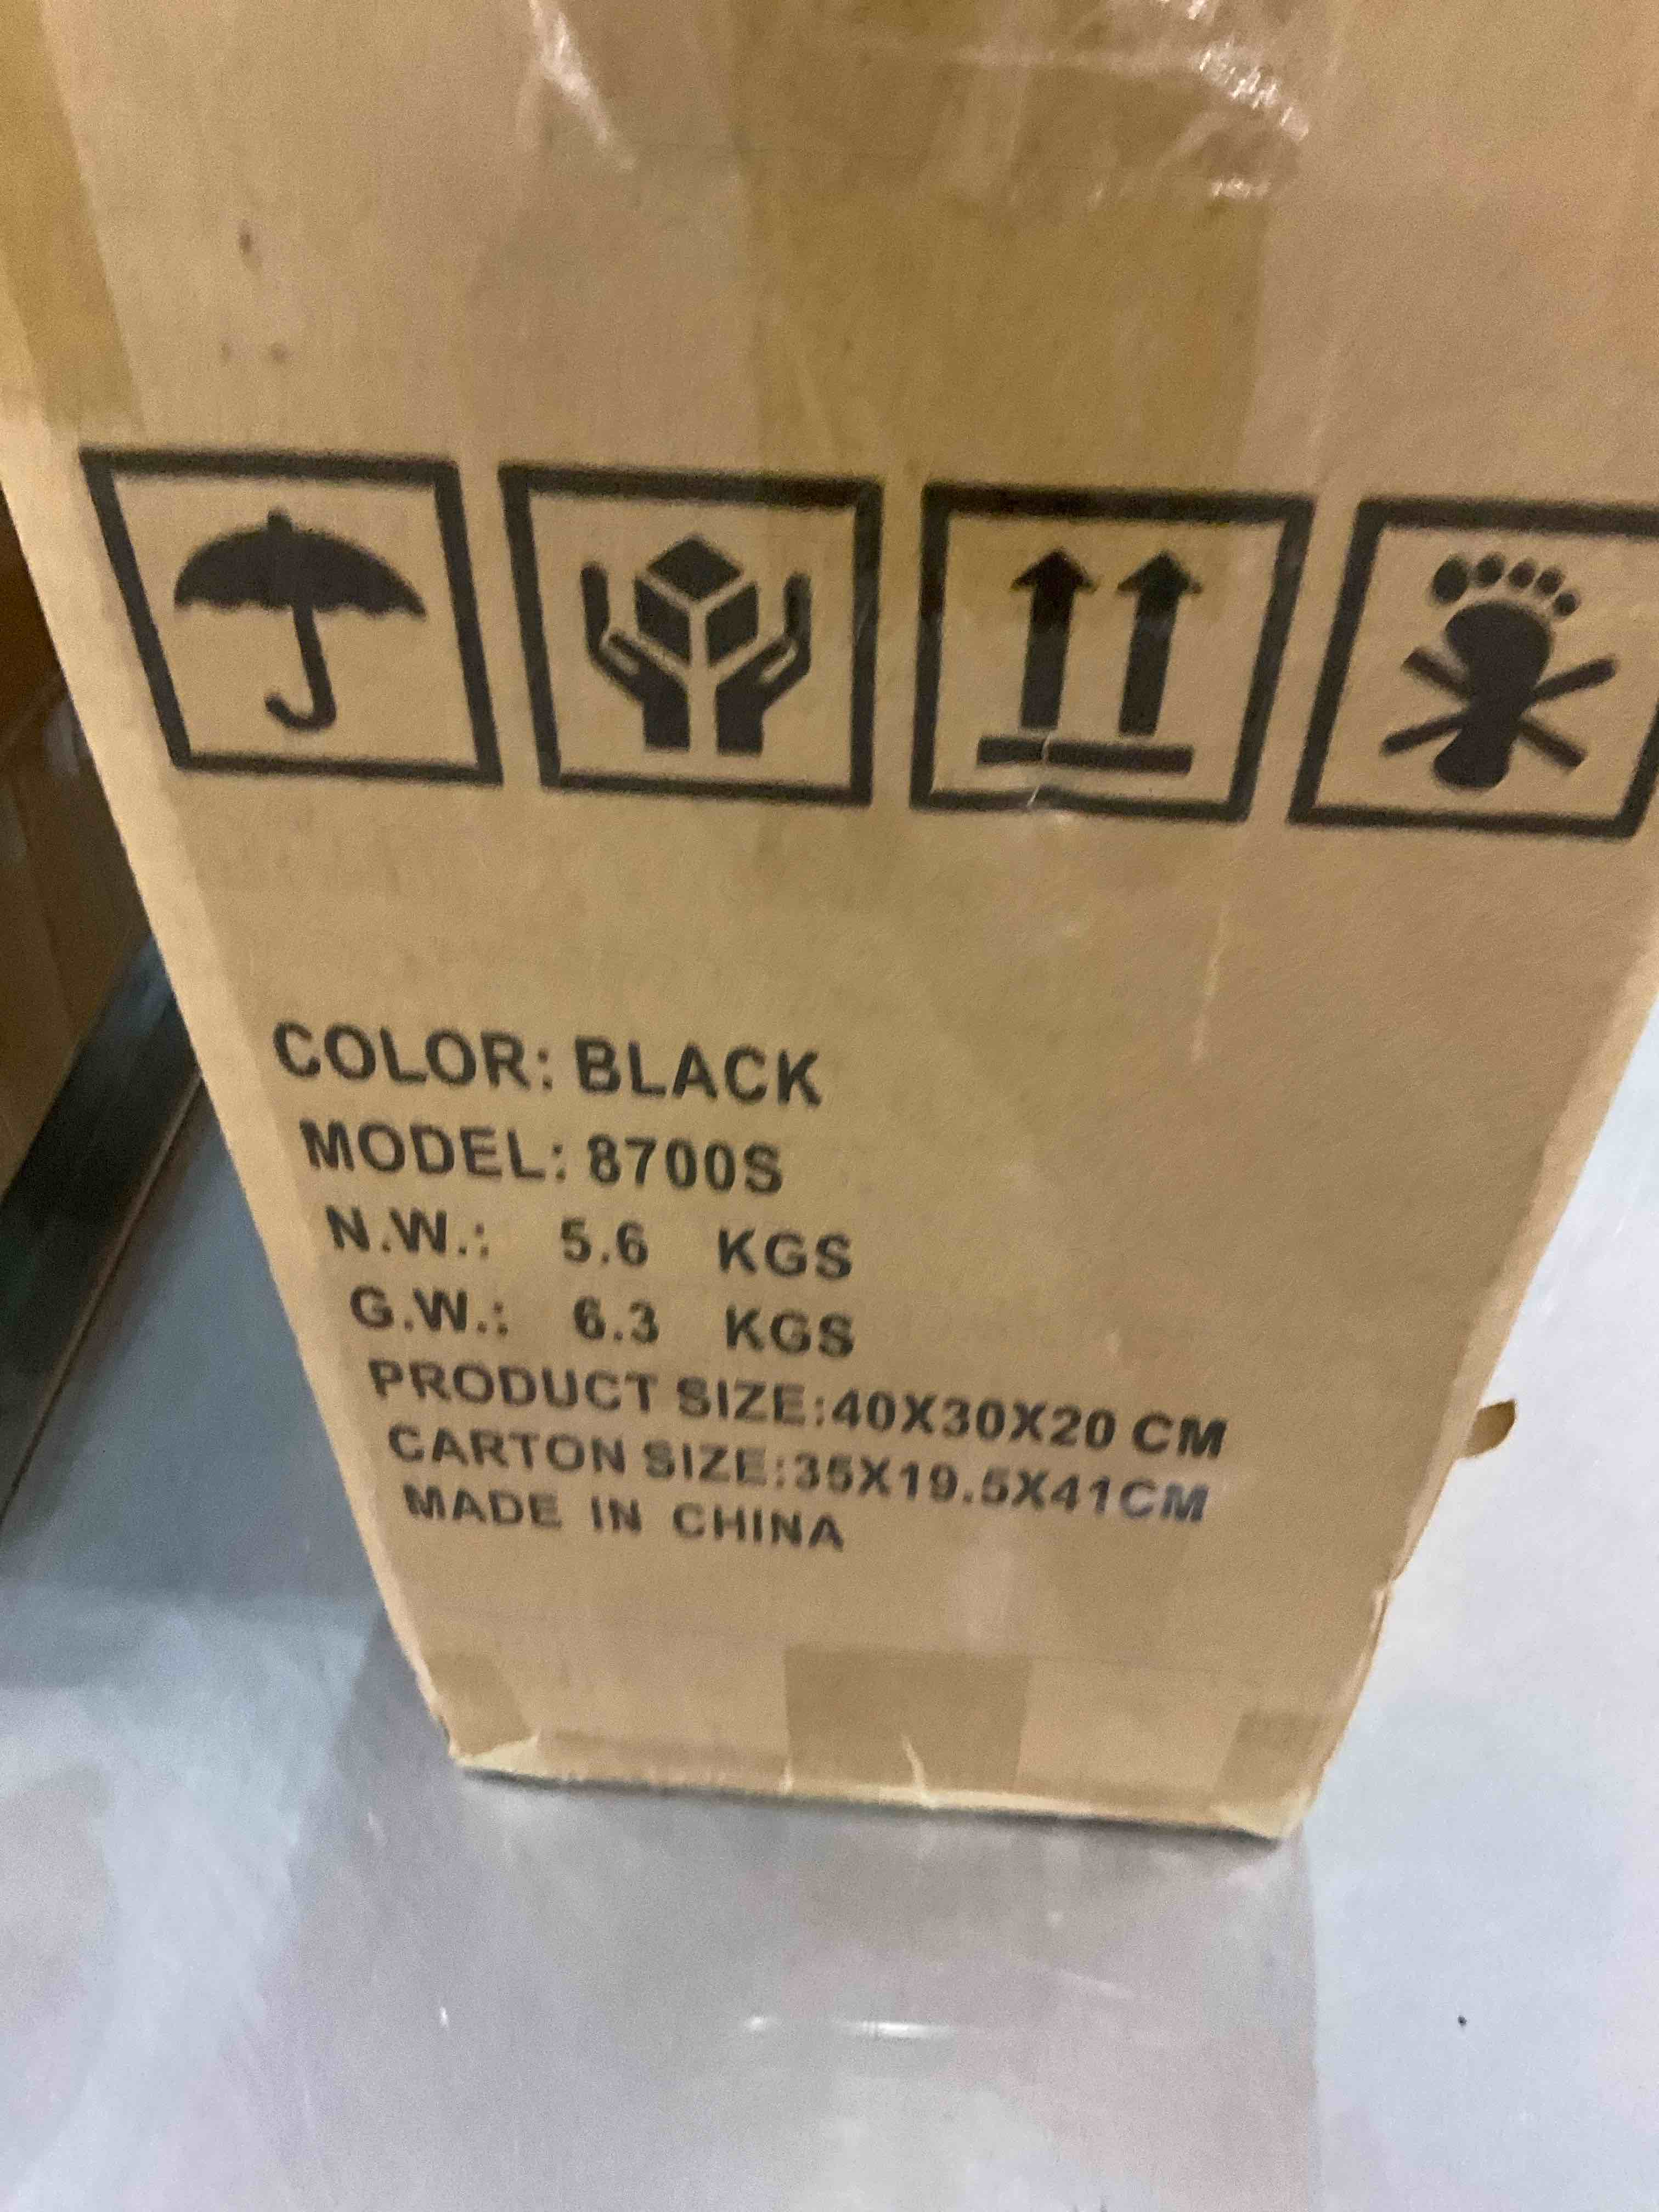 COLOR: BLACK
MODEL: 8700S
N.W.: 5.6 KGS
G.W.: 6.3 KGS
PRODUCT SIZE:40X30X20 CM
CARTON SIZE:35X19.5X41CM
MADE IN CHINA